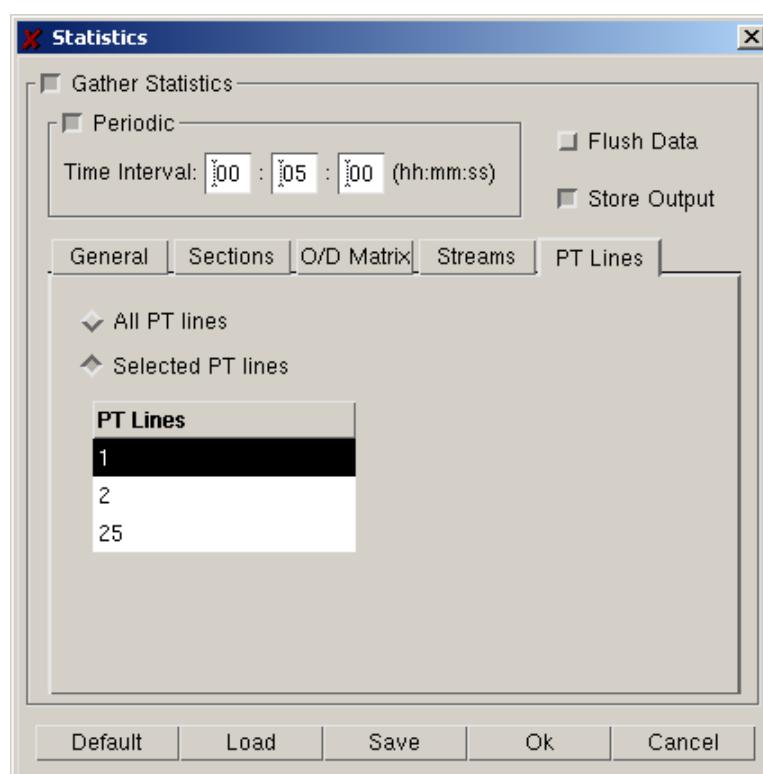 Statistics
Gather Statistics
Periodic
Time Interval: 00 : 05 : 00 (hh:mm:ss)
Flush Data
Store Output
General Sections O/D Matrix Streams PT Lines
All PT lines
Selected PT lines
PT Lines
1
2
25
Default Load Save Ok Cancel